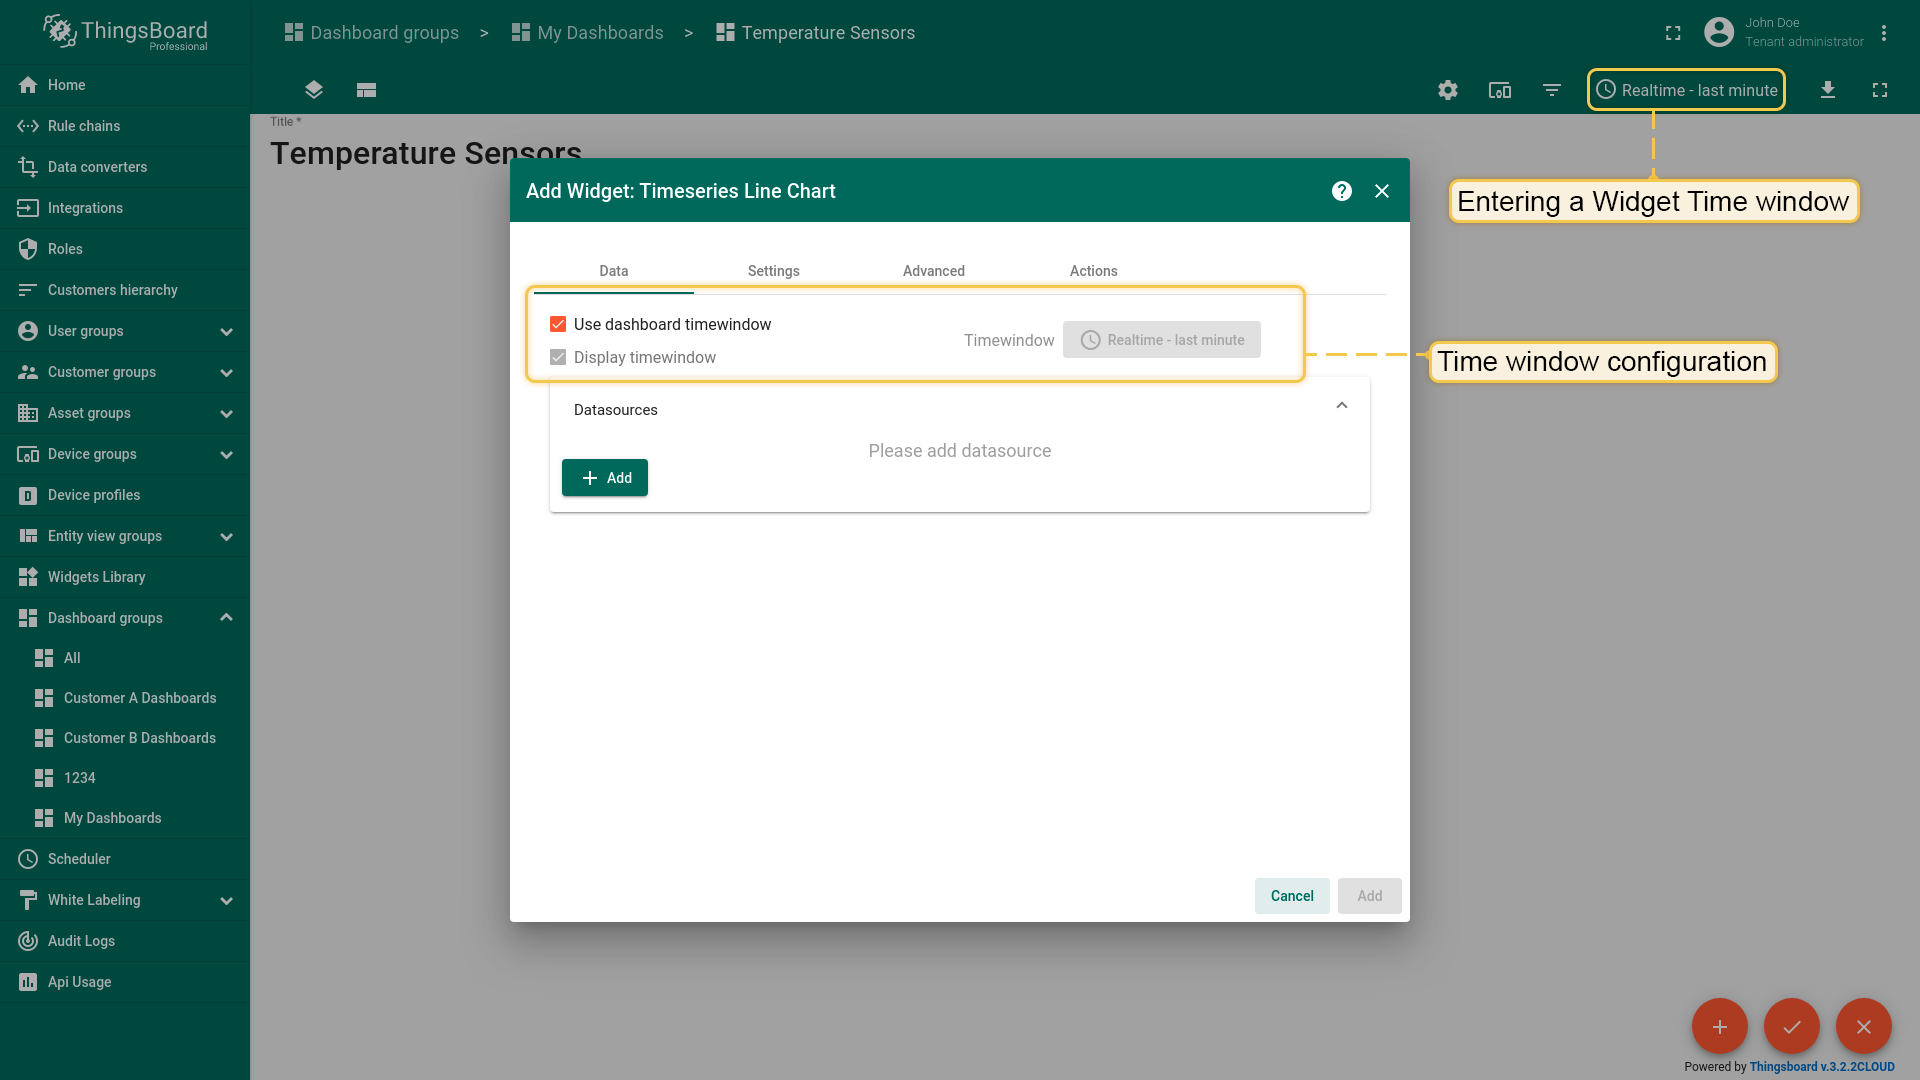 ThingsBoard
Professional
Dashboard groups > My Dashboards > Temperature Sensors
John Doe
Tenant administrator
Realtime - last minute
Home
Rule chains
Data converters
Integrations
Roles
Customers hierarchy
User groups
Customer groups
Asset groups
Device groups
Device profiles
Entity view groups
Widgets Library
Dashboard groups
All
Customer A Dashboards
Customer B Dashboards
1234
My Dashboards
Scheduler
White Labeling
Audit Logs
Api Usage
Title *
Temperature Sensors
Entering a Widget Time window
Add Widget: Timeseries Line Chart
Data Settings Advanced Actions
Use dashboard timewindow
Display timewindow
Timewindow Realtime - last minute
Time window configuration
Datasources
Please add datasource
+ Add
Cancel Add
Powered by Thingsboard v.3.2.2CLOUD